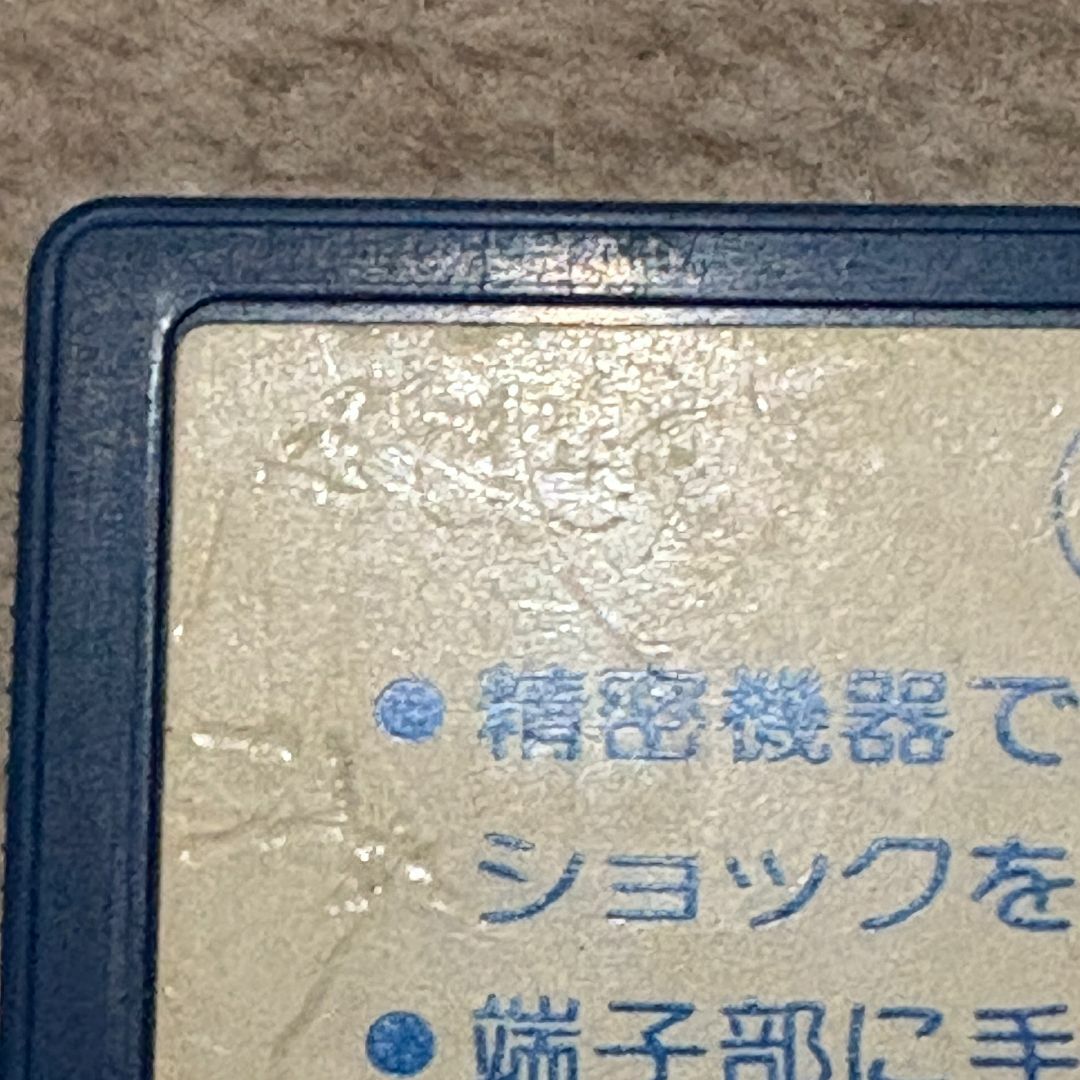 ●精密機器で
ショックを
●端子部に手